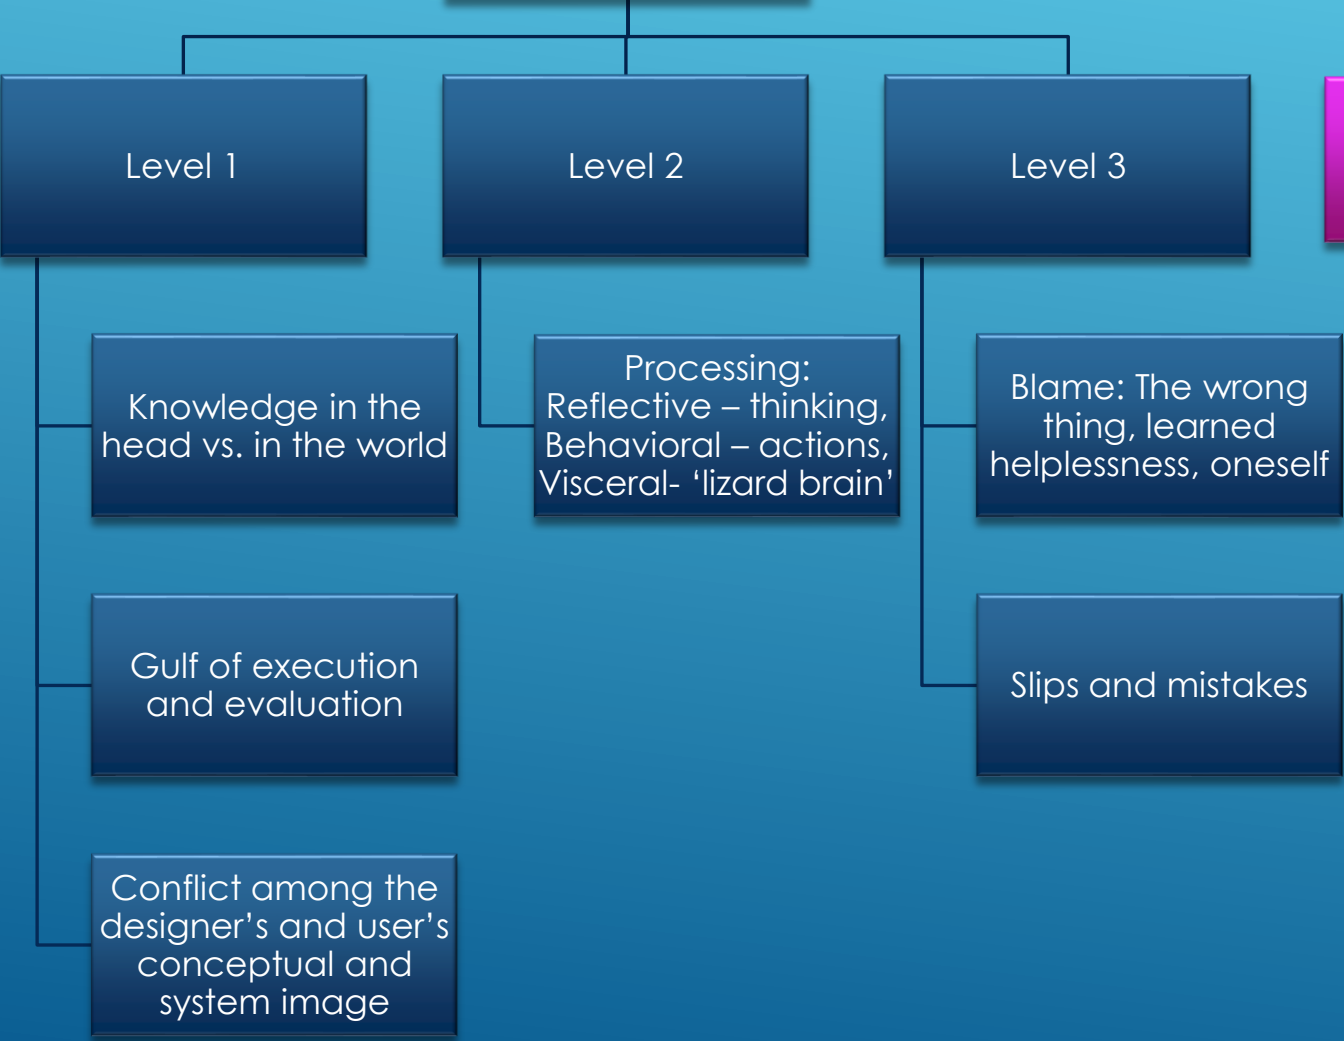 Level 1
Level 2
Level 3
Knowledge in the
head vs. in the world
Processing:
Reflective – thinking,
Behavioral – actions,
Visceral- ‘lizard brain’
Blame: The wrong
thing, learned
helplessness, oneself
Gulf of execution
and evaluation
Slips and mistakes
Conflict among the
designer’s and user’s
conceptual and
system image